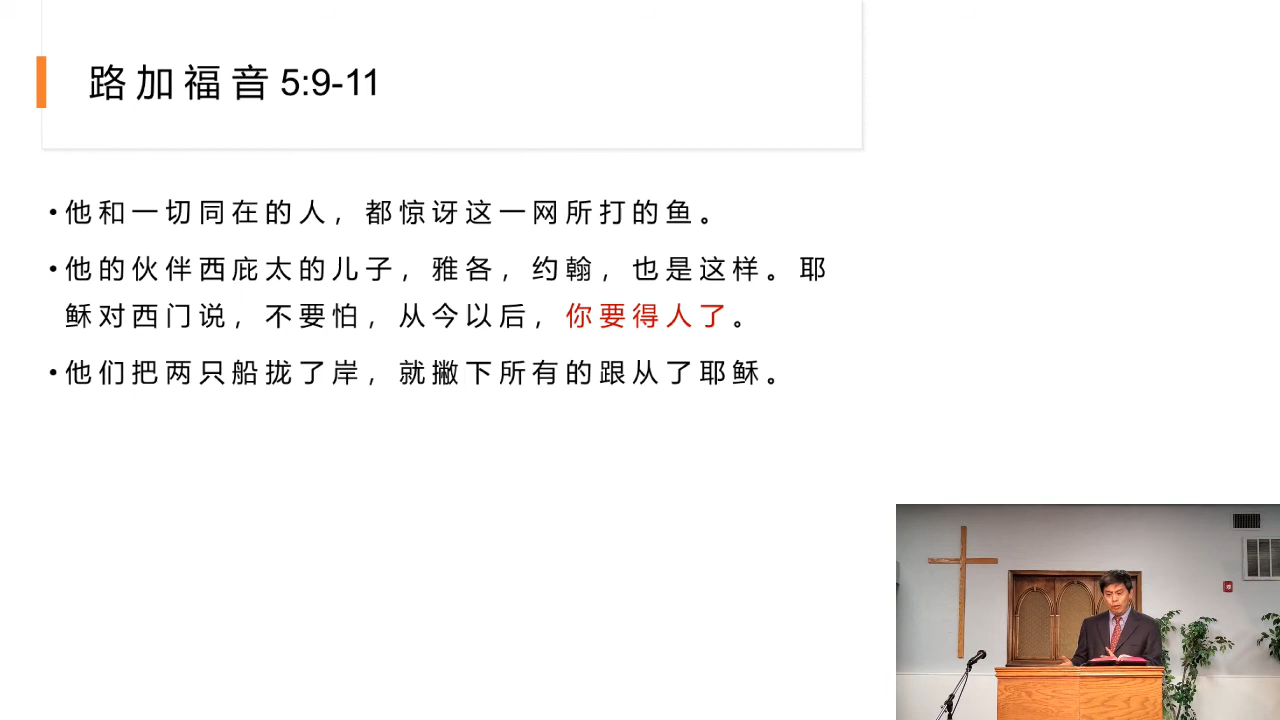 路加福音 5:9-11
•他和一切同在的人，都惊讶这一网所打的鱼。
•他的伙伴西庇太的儿子，雅各，约翰，也是这样。耶
稣对西门说，不要怕，从今以后，你要得人了。
•他们把两只船拢了岸，就撇下所有的跟从了耶稣。